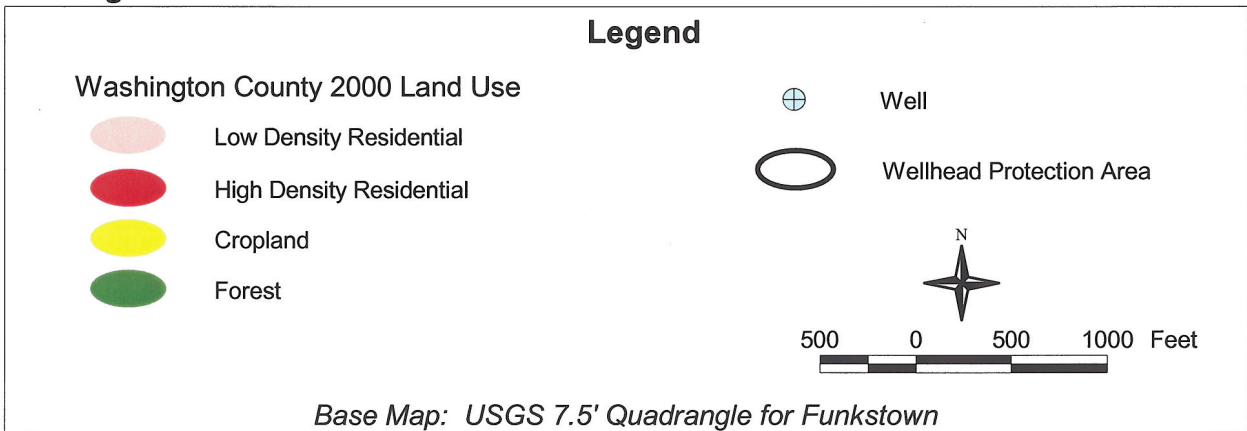 Legend
Washington County 2000 Land Use
Low Density Residential
High Density Residential
Cropland
Forest
Well
Wellhead Protection Area
N
500 0 500 1000 Feet
Base Map: USGS 7.5' Quadrangle for Funkstown